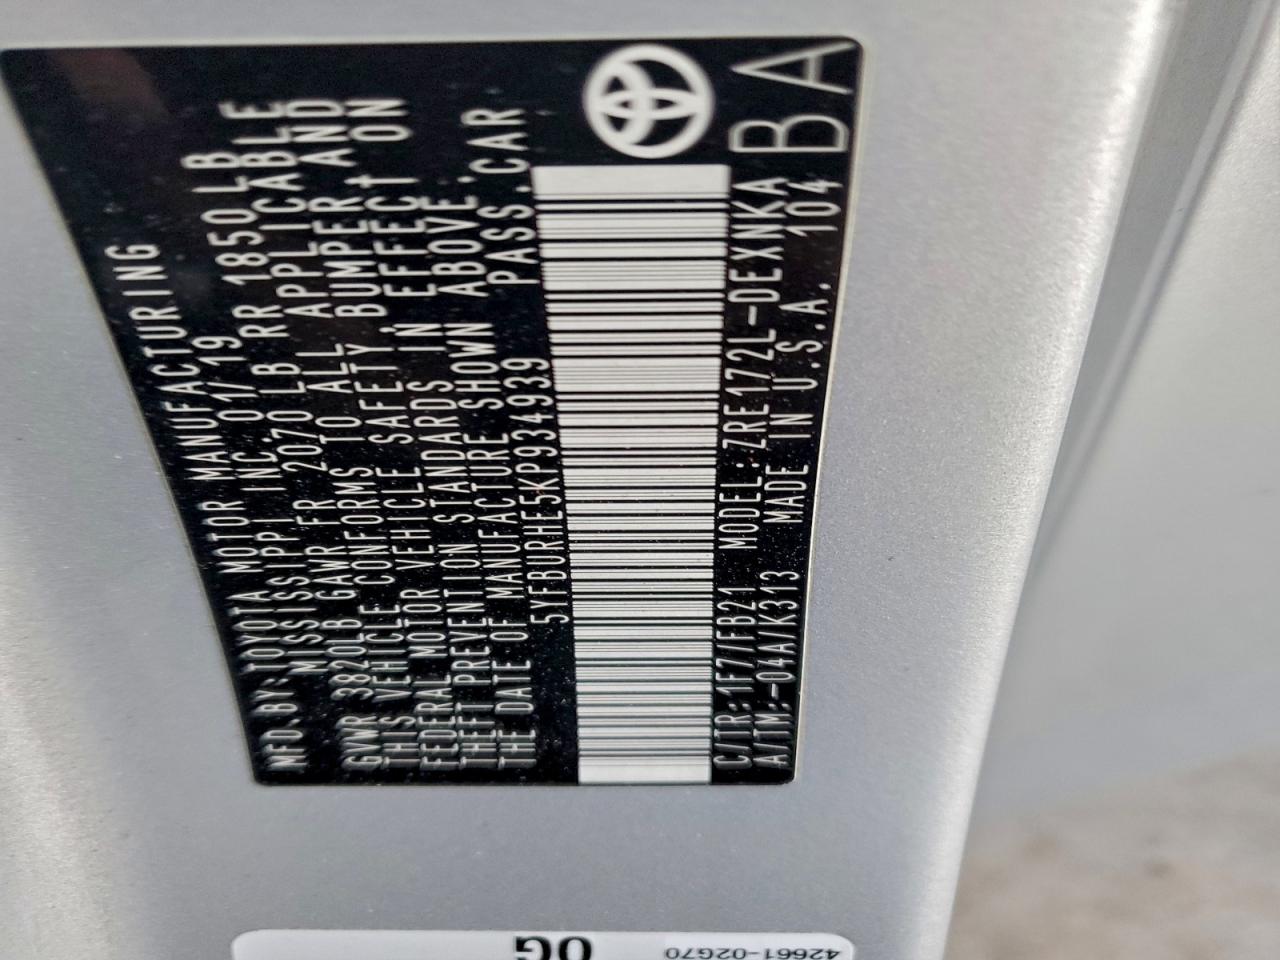 MFD.BY:TOYOTA MOTOR MANUFACTURING
MISSISSIPPI INC. 01/19
GVWR 3820LB GAWR FR 2070 LB RR 1850 LB
THIS VEHICLE CONFORMS TO ALL APPLICABLE
FEDERAL MOTOR VEHICLE SAFETY, BUMPER AND
THEFT PREVENTION STANDARDS IN EFFECT ON
THE DATE OF MANUFACTURE SHOWN ABOVE.
5YFBURHE5KP934939 PASS.CAR
C/TR:1F7/FB21 MODEL:ZRE172L-DEXNKA
A/TM:-04A/K313 MADE IN U.S.A. 104
BA
42661-02G70
0G